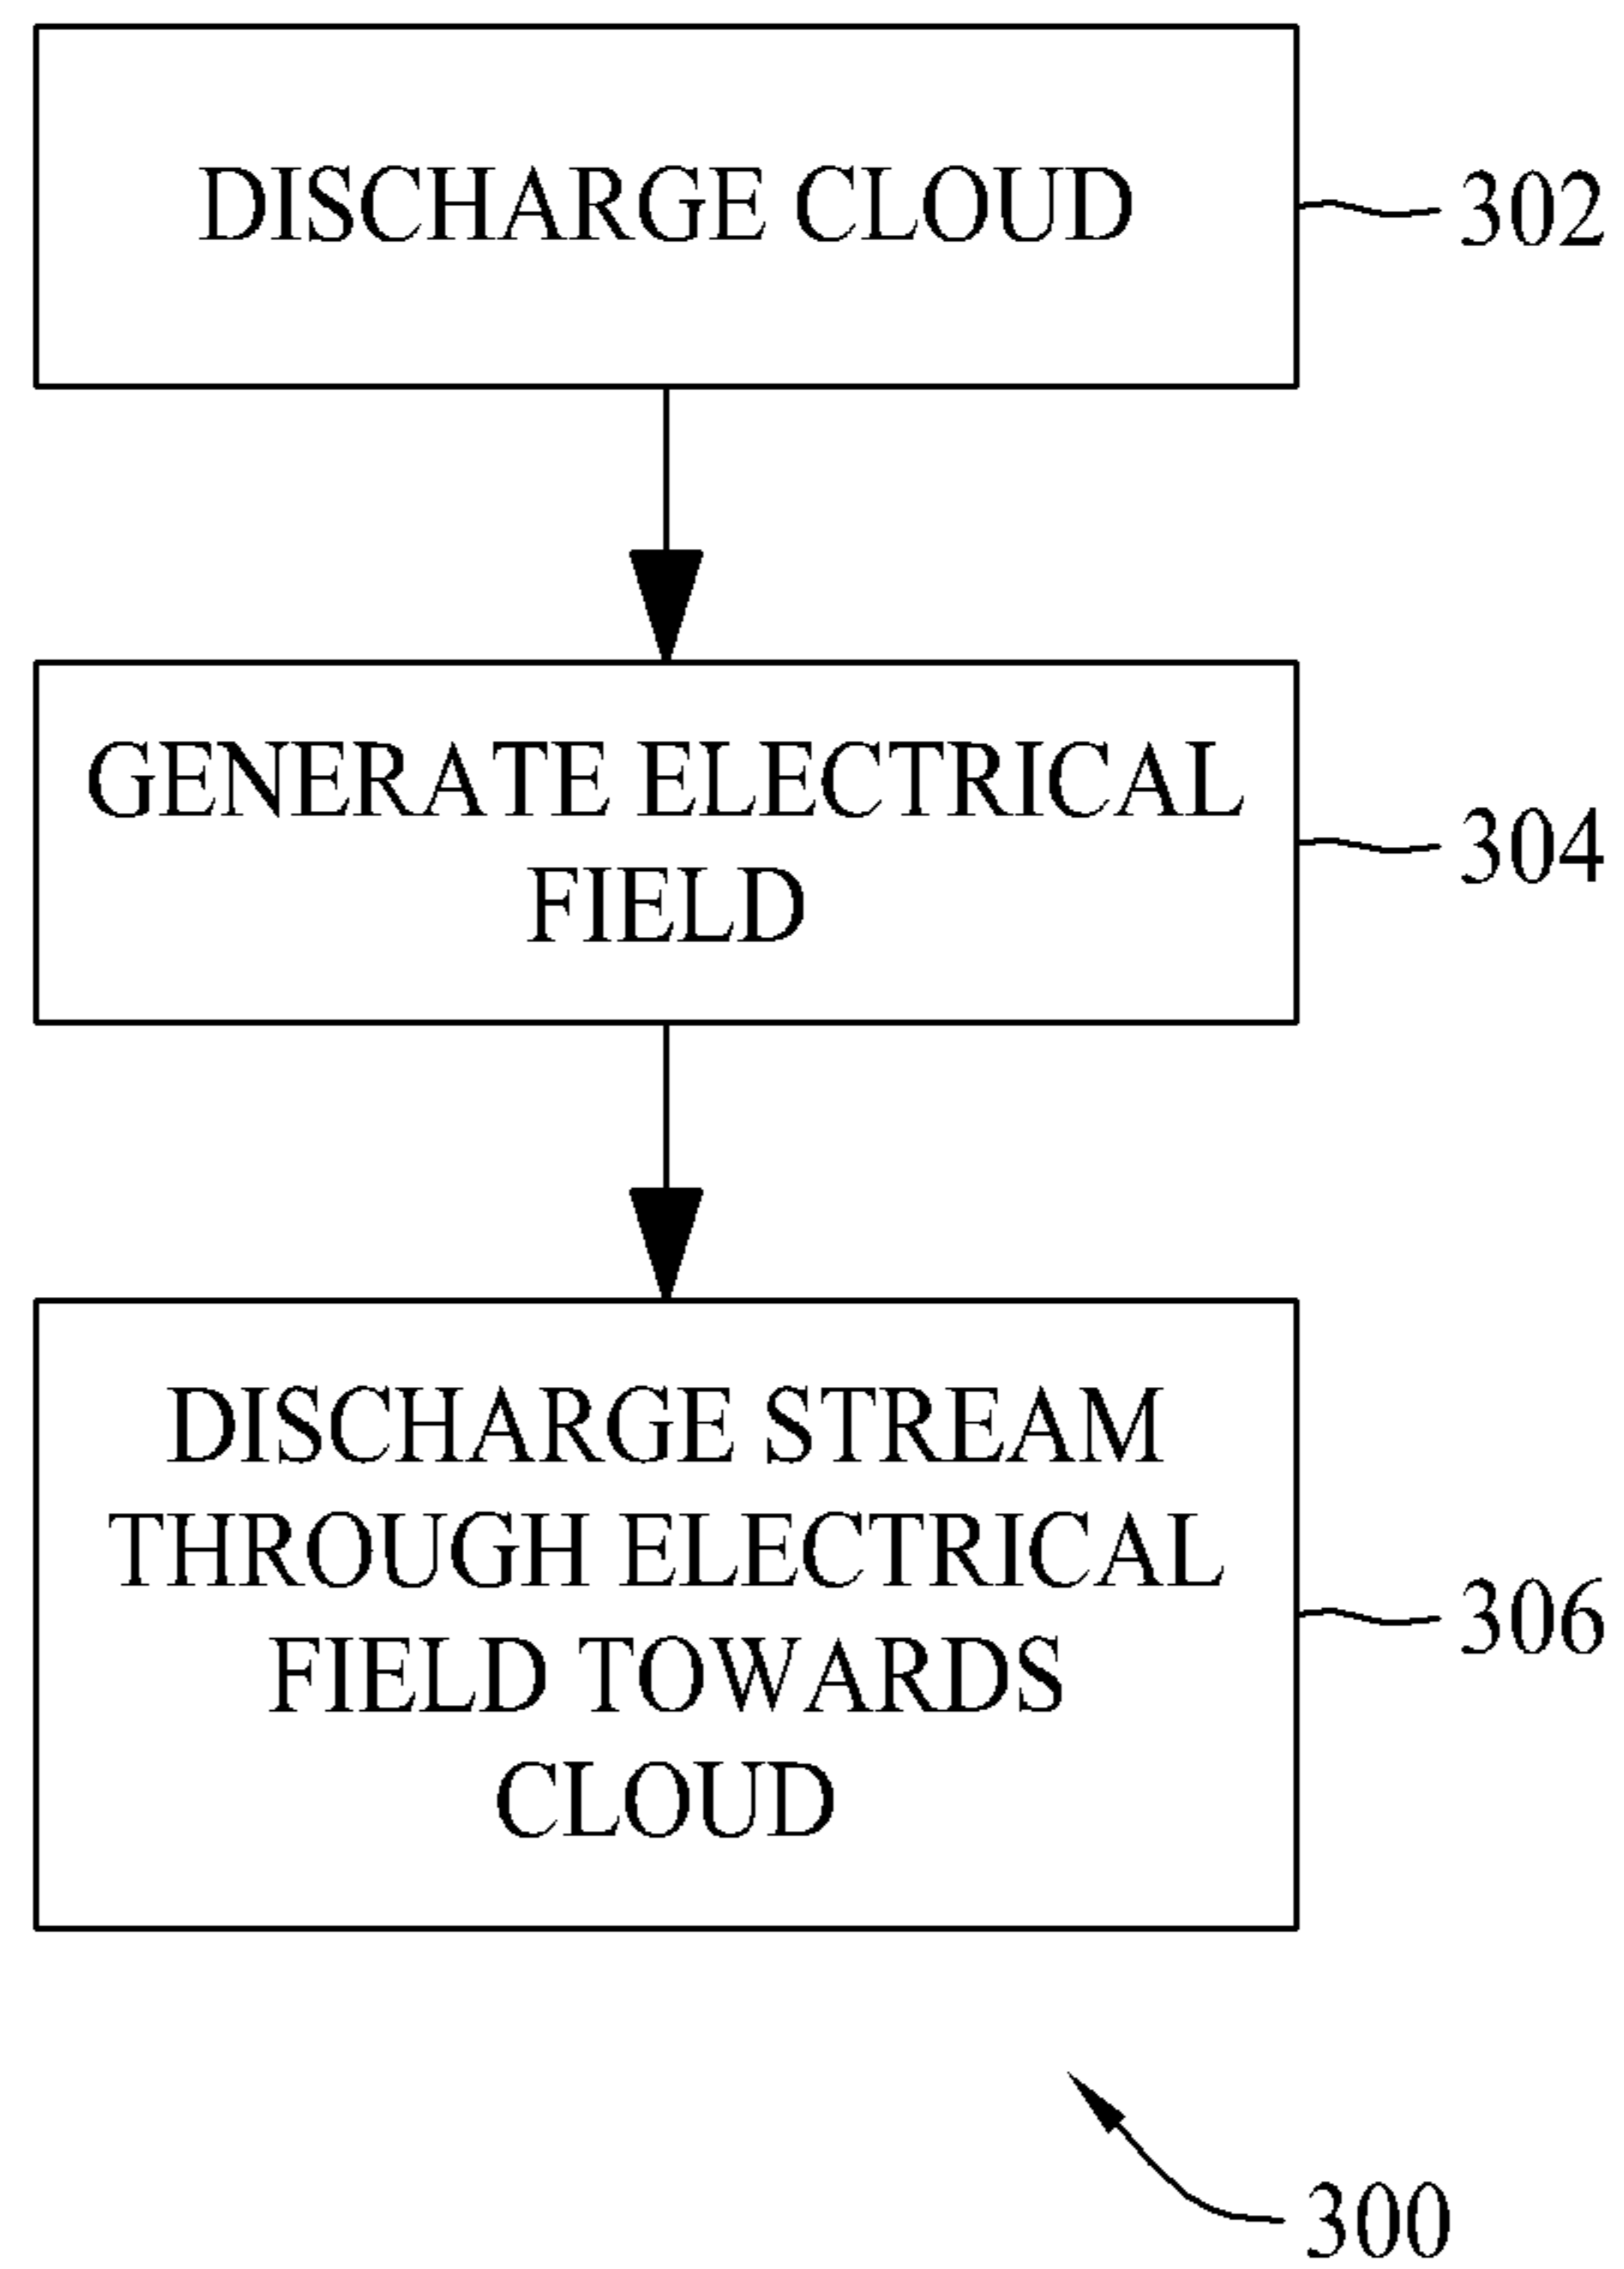 DISCHARGE CLOUD
302
GENERATE ELECTRICAL
FIELD
304
DISCHARGE STREAM
THROUGH ELECTRICAL
FIELD TOWARDS
CLOUD
306
300